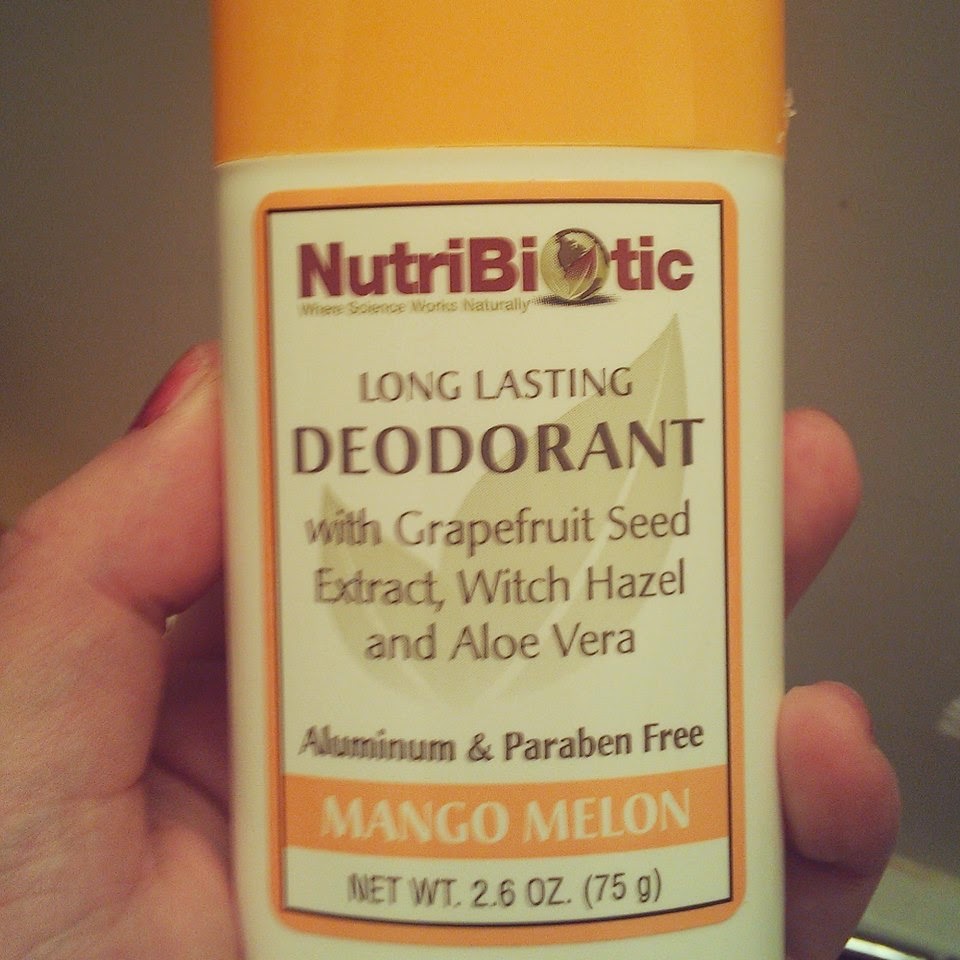 NutriBiotic
Where Science Works Naturally
LONG LASTING
DEODORANT
with Grapefruit Seed
Extract, Witch Hazel
and Aloe Vera
Aluminum & Paraben Free
MANGO MELON
NET WT. 2.6 OZ. (75 g)